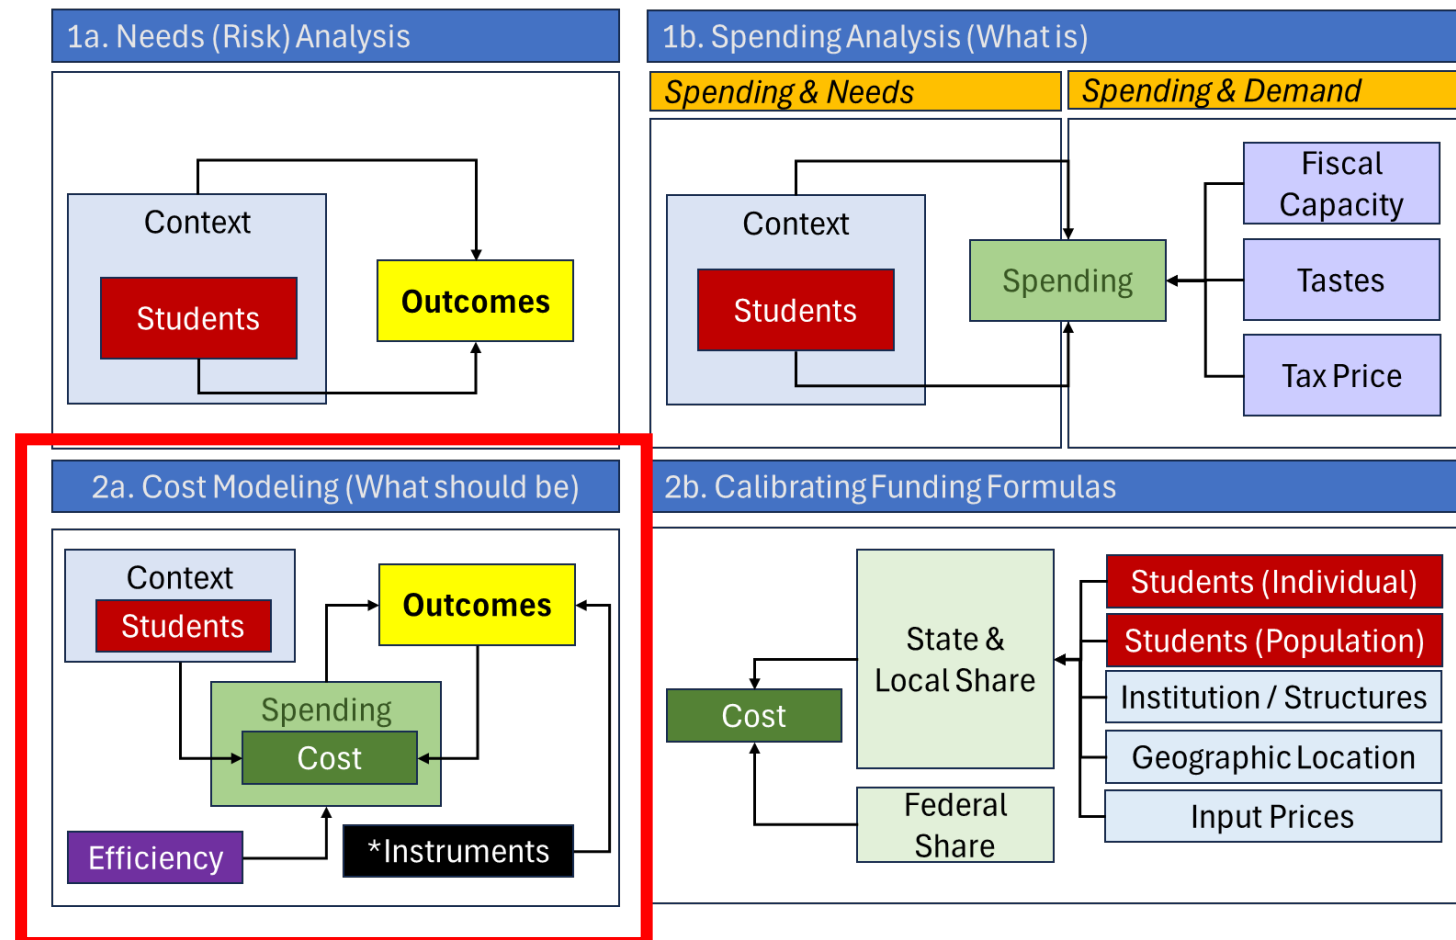 1a. Needs (Risk) Analysis
Context
Students
Outcomes
1b. Spending Analysis (What is)
Spending & Needs
Spending & Demand
Context
Students
Spending
Fiscal
Capacity
Tastes
Tax Price
2a. Cost Modeling (What should be)
Context
Students
Outcomes
Spending
Cost
Efficiency
*Instruments
2b. Calibrating Funding Formulas
Cost
State &
Local Share
Federal
Share
Students (Individual)
Students (Population)
Institution / Structures
Geographic Location
Input Prices